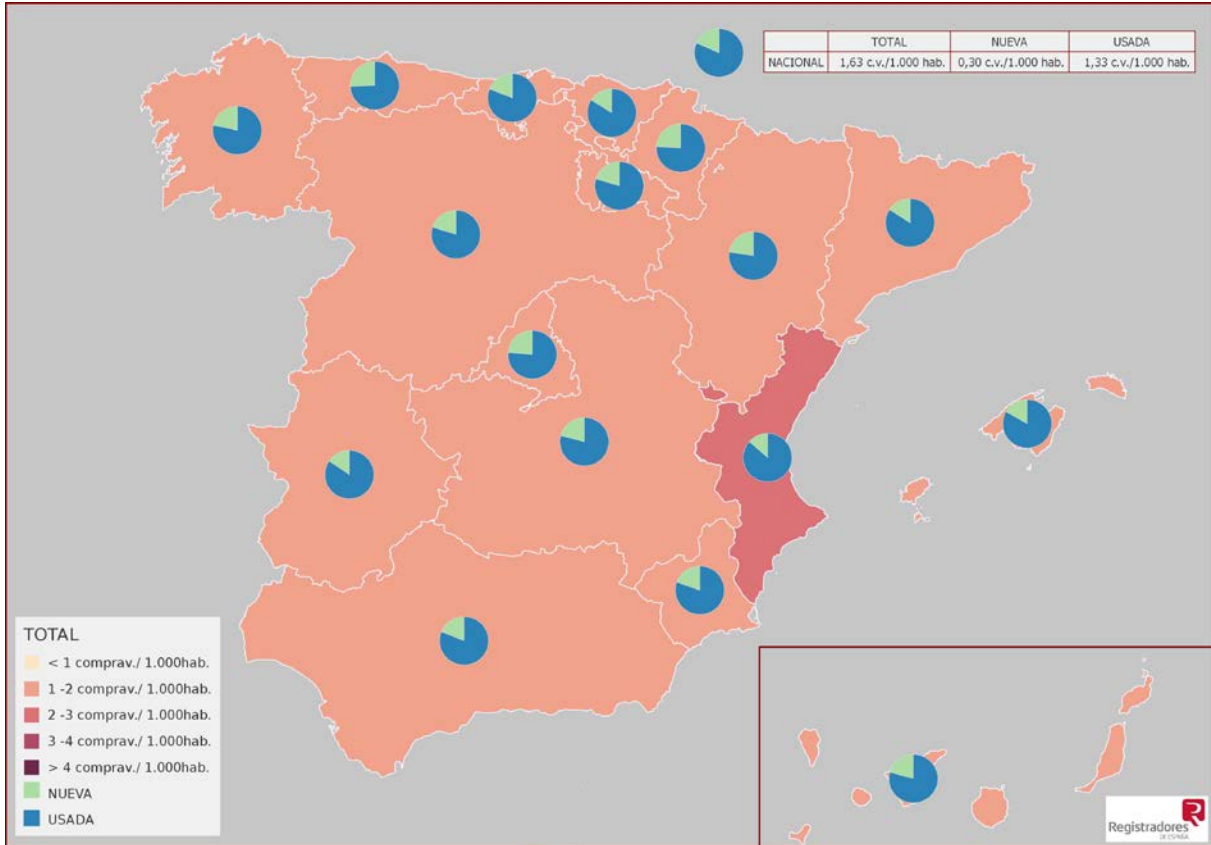 TOTAL NUEVA USADA
NACIONAL 1,63 c.v./1.000 hab. 0,30 c.v./1.000 hab. 1,33 c.v./1.000 hab.
TOTAL
< 1 comprav./ 1.000hab.
1 -2 comprav./ 1.000hab.
2 -3 comprav./ 1.000hab.
3 -4 comprav./ 1.000hab.
> 4 comprav./ 1.000hab.
NUEVA
USADA
Registradores
DE ESPAÑA